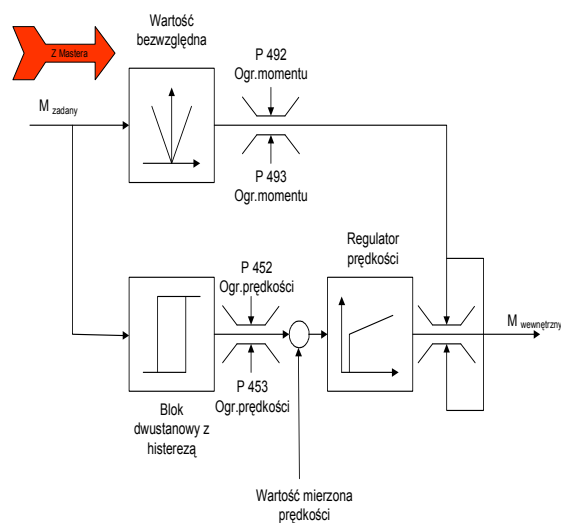 Wartość
bezwzględna
Z Mastera
P 492
Ogr.momentu
M zadany
P 493
Ogr.momentu
Regulator
prędkości
P 452
Ogr.prędkości
M wewnętrzny
P 453
Ogr.prędkości
Blok
dwustanowy z
histerezą
Wartość mierzona
prędkości